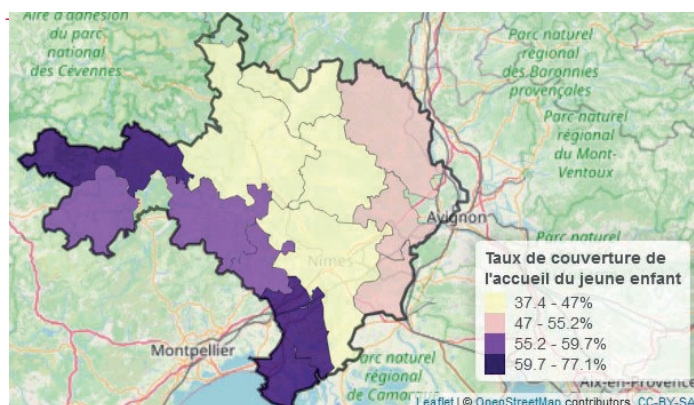 Aire d'adhésion
du parc
national
des Cévennes
Parc naturel
régional
des Baronnies
provençales
Parc naturel
régional
du Mont-
Ventoux
Avignon
Parc naturel
Nîmes
Taux de couverture de
l'accueil du jeune enfant
37.4 - 47%
47 - 55.2%
55.2 - 59.7%
59.7 - 77.1%
Montpellier
Parc naturel
régional
de Camargue
Aix-en-Provence
Leaflet | © OpenStreetMap contributors, CC-BY-SA